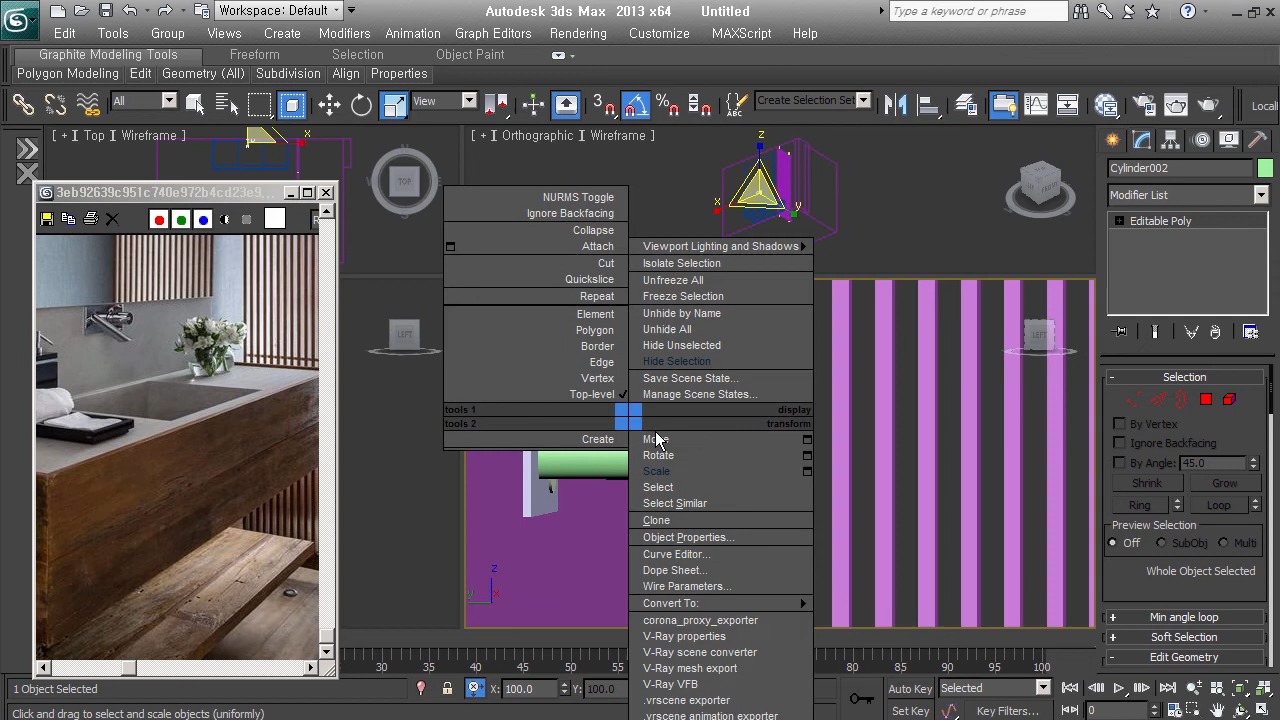 Workspace: Default
Autodesk 3ds Max 2013 x64
Untitled
Type a keyword or phrase
Edit Tools Group Views Create Modifiers Animation Graph Editors Rendering Customize MAXScript Help
Graphite Modeling Tools Freeform Selection Object Paint
Polygon Modeling Edit Geometry (All) Subdivision Align Properties
All
View
Create Selection Set
Local
[ + ] Top ] Wireframe ]
[ + ] Orthographic ] Wireframe ]
Cylinder002
Modifier List
Editable Poly
3eb92639c951c740e972b4cd23e9...
TOP
FRONT
LEFT
LEFT
NURMS Toggle
Ignore Backfacing
Collapse
Attach
Cut
Quickslice
Repeat
Element
Polygon
Border
Edge
Vertex
Top-level
tools 1
tools 2
Create
Viewport Lighting and Shadows
Isolate Selection
Unfreeze All
Freeze Selection
Unhide by Name
Unhide All
Hide Unselected
Hide Selection
Save Scene State...
Manage Scene States...
display
transform
Move
Rotate
Scale
Select
Select Similar
Clone
Object Properties...
Curve Editor...
Dope Sheet...
Wire Parameters...
Convert To:
corona_proxy_exporter
V-Ray properties
V-Ray scene converter
V-Ray mesh export
V-Ray VFB
.vrscene exporter
.vrscene animation exporter
Selection
By Vertex
Ignore Backfacing
By Angle: 45.0
Shrink Grow
Ring Loop
Preview Selection
Off SubObj Multi
Whole Object Selected
Min angle loop
Soft Selection
Edit Geometry
30 35 40 45 50 55 80 85 90 95 100
1 Object Selected
X: 100.0
Y: 100.0
Auto Key
Selected
Set Key
Key Filters...
0
Click and drag to select and scale objects (uniformly)